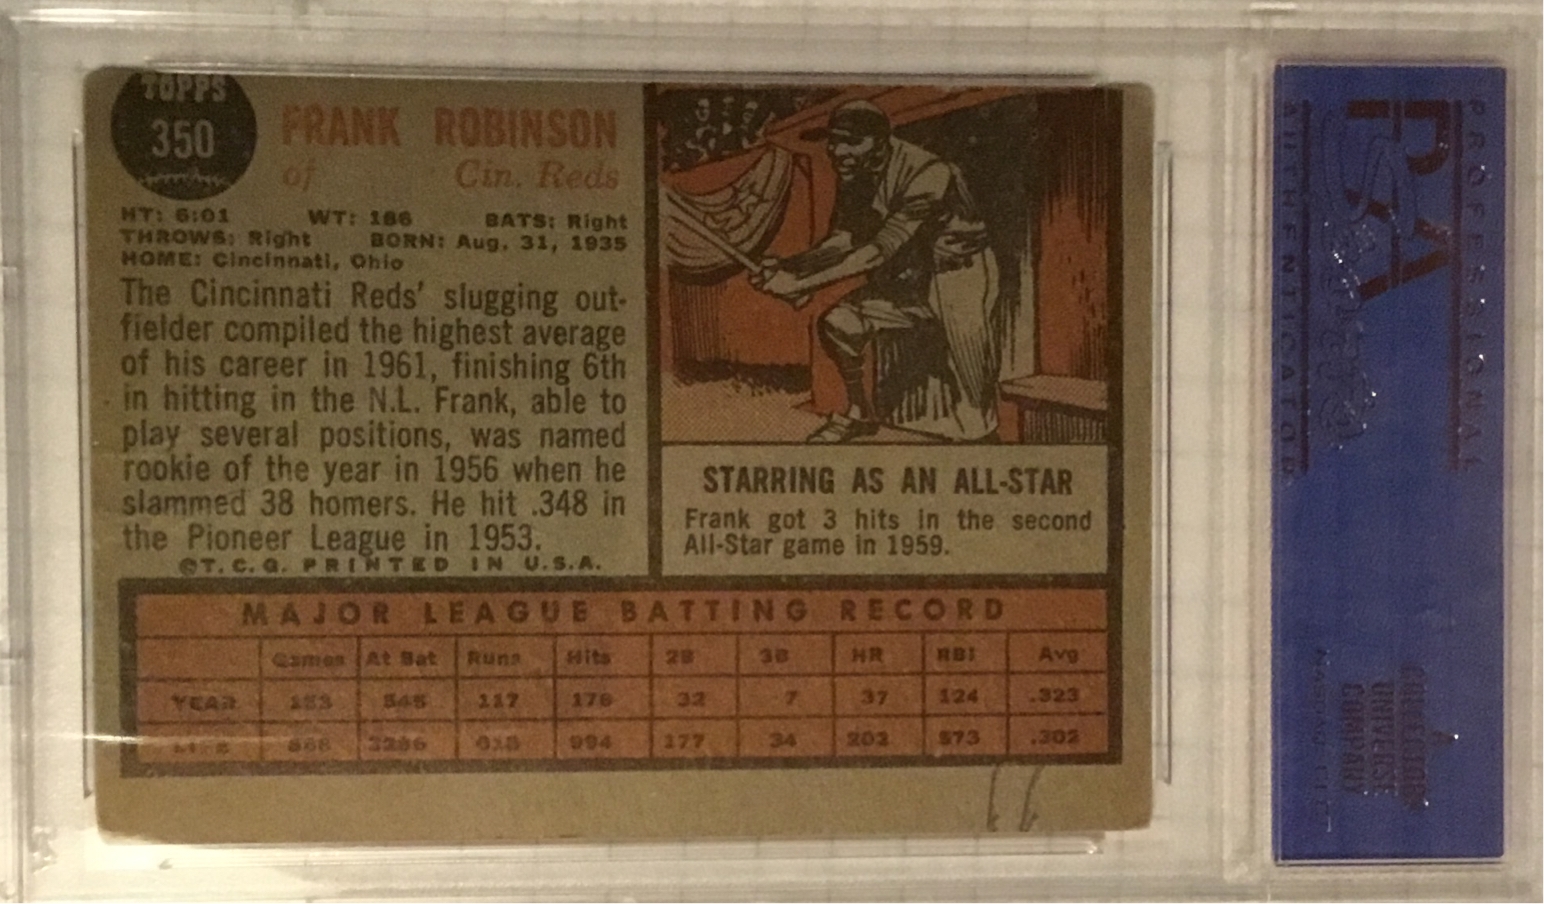 TOPPS
350
FRANK ROBINSON
of Cin. Reds
HT: 6:01 WT: 186 BATS: Right
THROWS: Right BORN: Aug. 31, 1935
HOME: Cincinnati, Ohio
The Cincinnati Reds' slugging out-
fielder compiled the highest average
of his career in 1961, finishing 6th
in hitting in the N.L. Frank, able to
play several positions, was named
rookie of the year in 1956 when he
slammed 38 homers. He hit .348 in
the Pioneer League in 1953.
©T.C.G. PRINTED IN U.S.A.
STARRING AS AN ALL-STAR
Frank got 3 hits in the second
All-Star game in 1959.
MAJOR LEAGUE BATTING RECORD
Games At Bat Runs Hits 2B 3B HR RBI Avg
YEAR 153 545 117 176 32 7 37 124 .323
LIFE 177 34 202 573 .302
PROFESSIONAL
PSA
AUTHENTICATOR
A
COLLECTORS
UNIVERSE
COMPANY